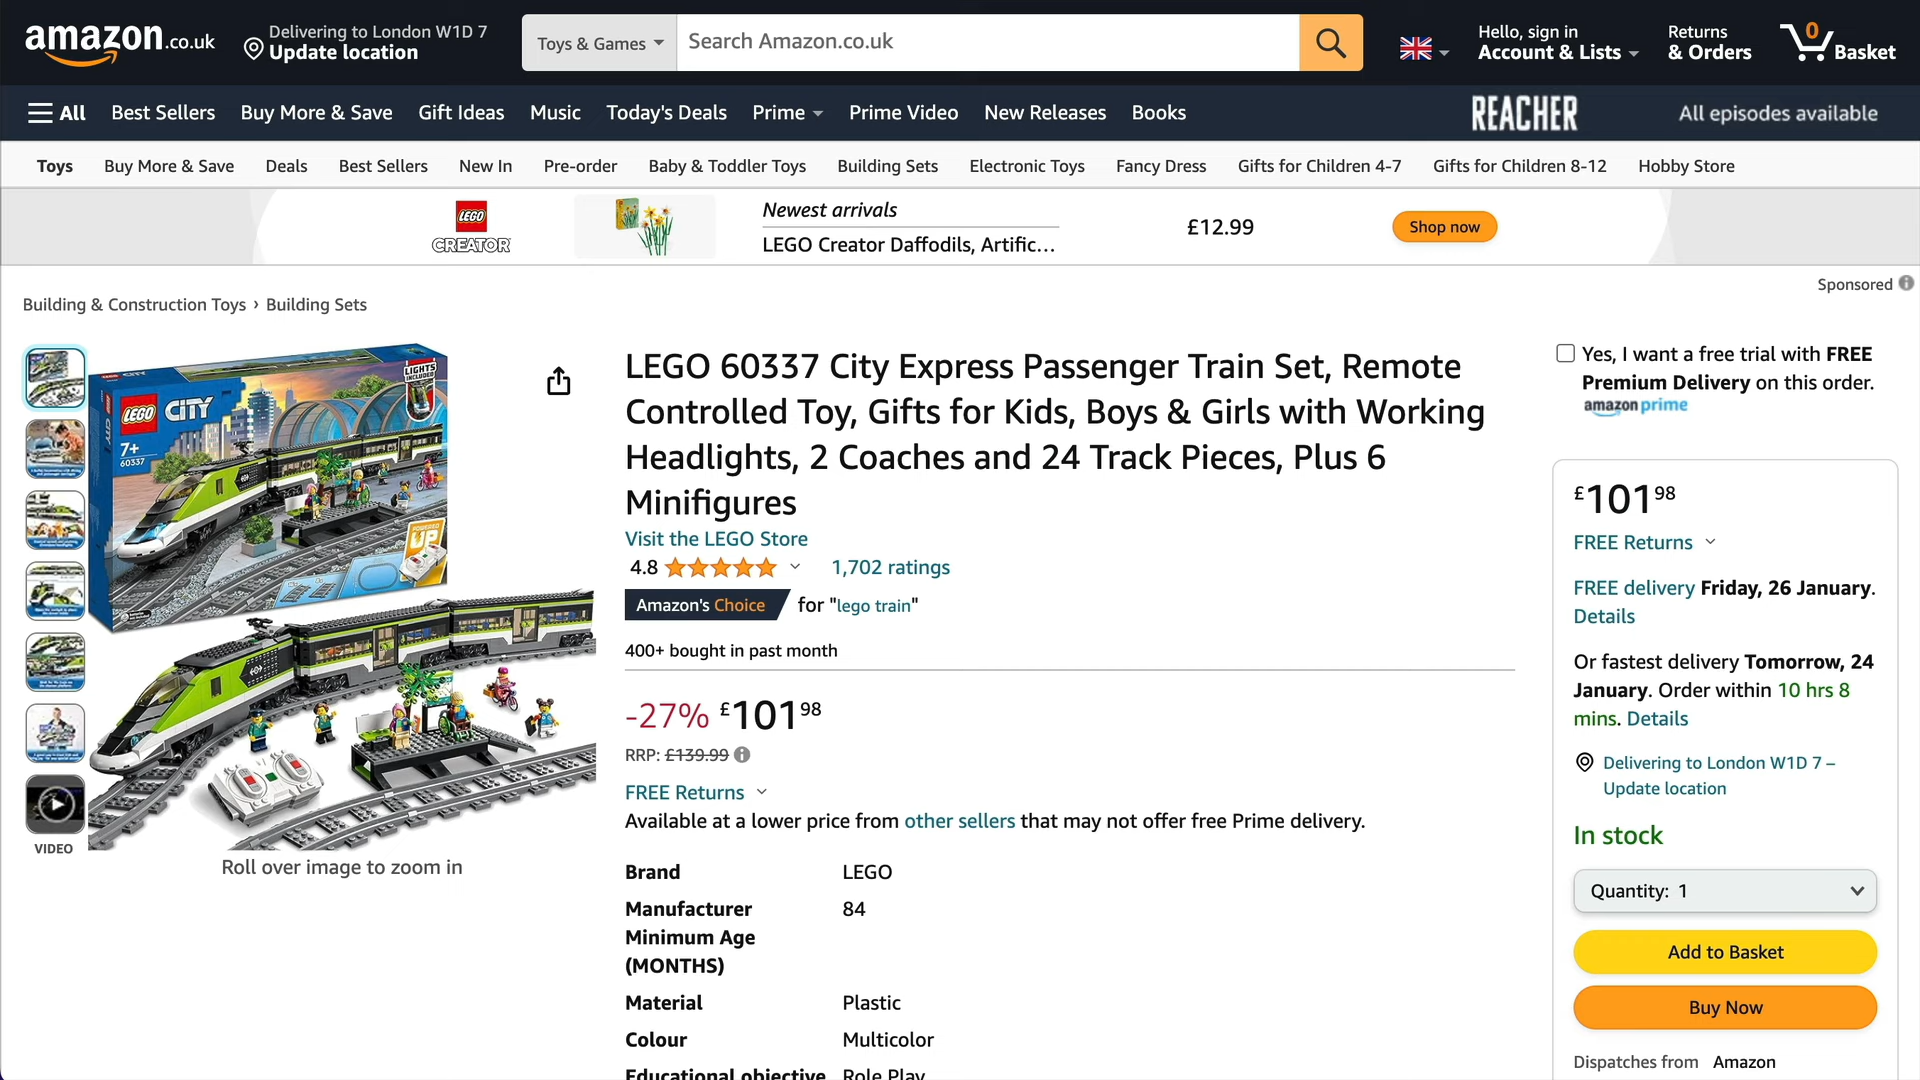 amazon.co.uk
Delivering to London W1D 7
Update location
Toys & Games
Search Amazon.co.uk
Hello, sign in
Account & Lists
Returns
& Orders
0
Basket
All
Best Sellers
Buy More & Save
Gift Ideas
Music
Today's Deals
Prime
Prime Video
New Releases
Books
REACHER
All episodes available
Toys
Buy More & Save
Deals
Best Sellers
New In
Pre-order
Baby & Toddler Toys
Building Sets
Electronic Toys
Fancy Dress
Gifts for Children 4-7
Gifts for Children 8-12
Hobby Store
LEGO
CREATOR
Newest arrivals
LEGO Creator Daffodils, Artific…
£12.99
Shop now
Sponsored
Building & Construction Toys › Building Sets
LIGHTS
INCLUDED
LEGO CITY
7+
60337
POWERED
UP
VIDEO
Roll over image to zoom in
LEGO 60337 City Express Passenger Train Set, Remote
Controlled Toy, Gifts for Kids, Boys & Girls with Working
Headlights, 2 Coaches and 24 Track Pieces, Plus 6
Minifigures
Visit the LEGO Store
4.8
1,702 ratings
Amazon's Choice for "lego train"
400+ bought in past month
-27% £101 98
RRP: £139.99
FREE Returns
Available at a lower price from other sellers that may not offer free Prime delivery.
Brand LEGO
Manufacturer 84
Minimum Age
(MONTHS)
Material Plastic
Colour Multicolor
Educational objective Role Play
Yes, I want a free trial with FREE
Premium Delivery on this order.
amazon prime
£101 98
FREE Returns
FREE delivery Friday, 26 January.
Details
Or fastest delivery Tomorrow, 24
January. Order within 10 hrs 8
mins. Details
Delivering to London W1D 7 –
Update location
In stock
Quantity: 1
Add to Basket
Buy Now
Dispatches from Amazon